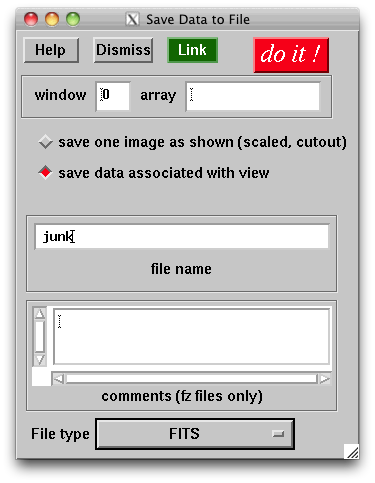 Save Data to File
Help Dismiss Link do it !
window 0 array
save one image as shown (scaled, cutout)
save data associated with view
junk
file name
comments (fz files only)
File type FITS